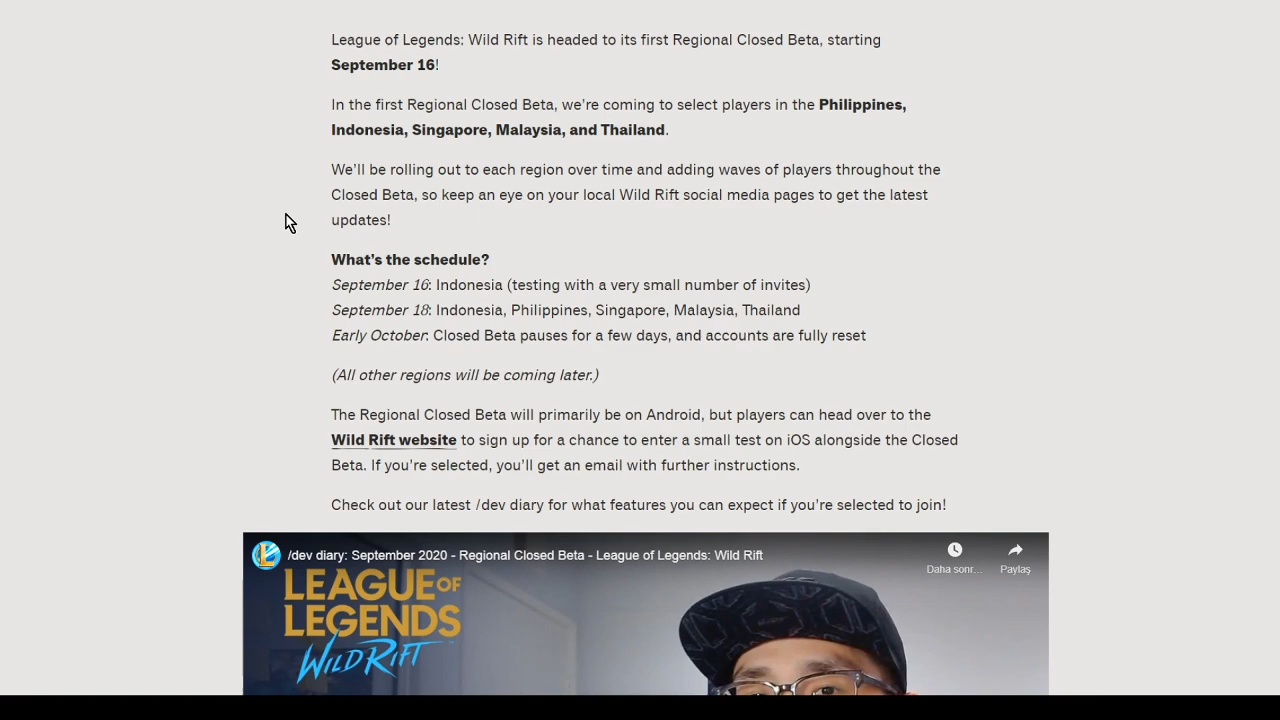 League of Legends: Wild Rift is headed to its first Regional Closed Beta, starting
September 16!
In the first Regional Closed Beta, we’re coming to select players in the Philippines,
Indonesia, Singapore, Malaysia, and Thailand.
We’ll be rolling out to each region over time and adding waves of players throughout the
Closed Beta, so keep an eye on your local Wild Rift social media pages to get the latest
updates!
What’s the schedule?
September 16: Indonesia (testing with a very small number of invites)
September 18: Indonesia, Philippines, Singapore, Malaysia, Thailand
Early October: Closed Beta pauses for a few days, and accounts are fully reset
(All other regions will be coming later.)
The Regional Closed Beta will primarily be on Android, but players can head over to the
Wild Rift website to sign up for a chance to enter a small test on iOS alongside the Closed
Beta. If you’re selected, you’ll get an email with further instructions.
Check out our latest /dev diary for what features you can expect if you’re selected to join!
/dev diary: September 2020 - Regional Closed Beta - League of Legends: Wild Rift
Daha sonr...
Paylaş
LEAGUE OF
LEGENDS
WILD RIFT